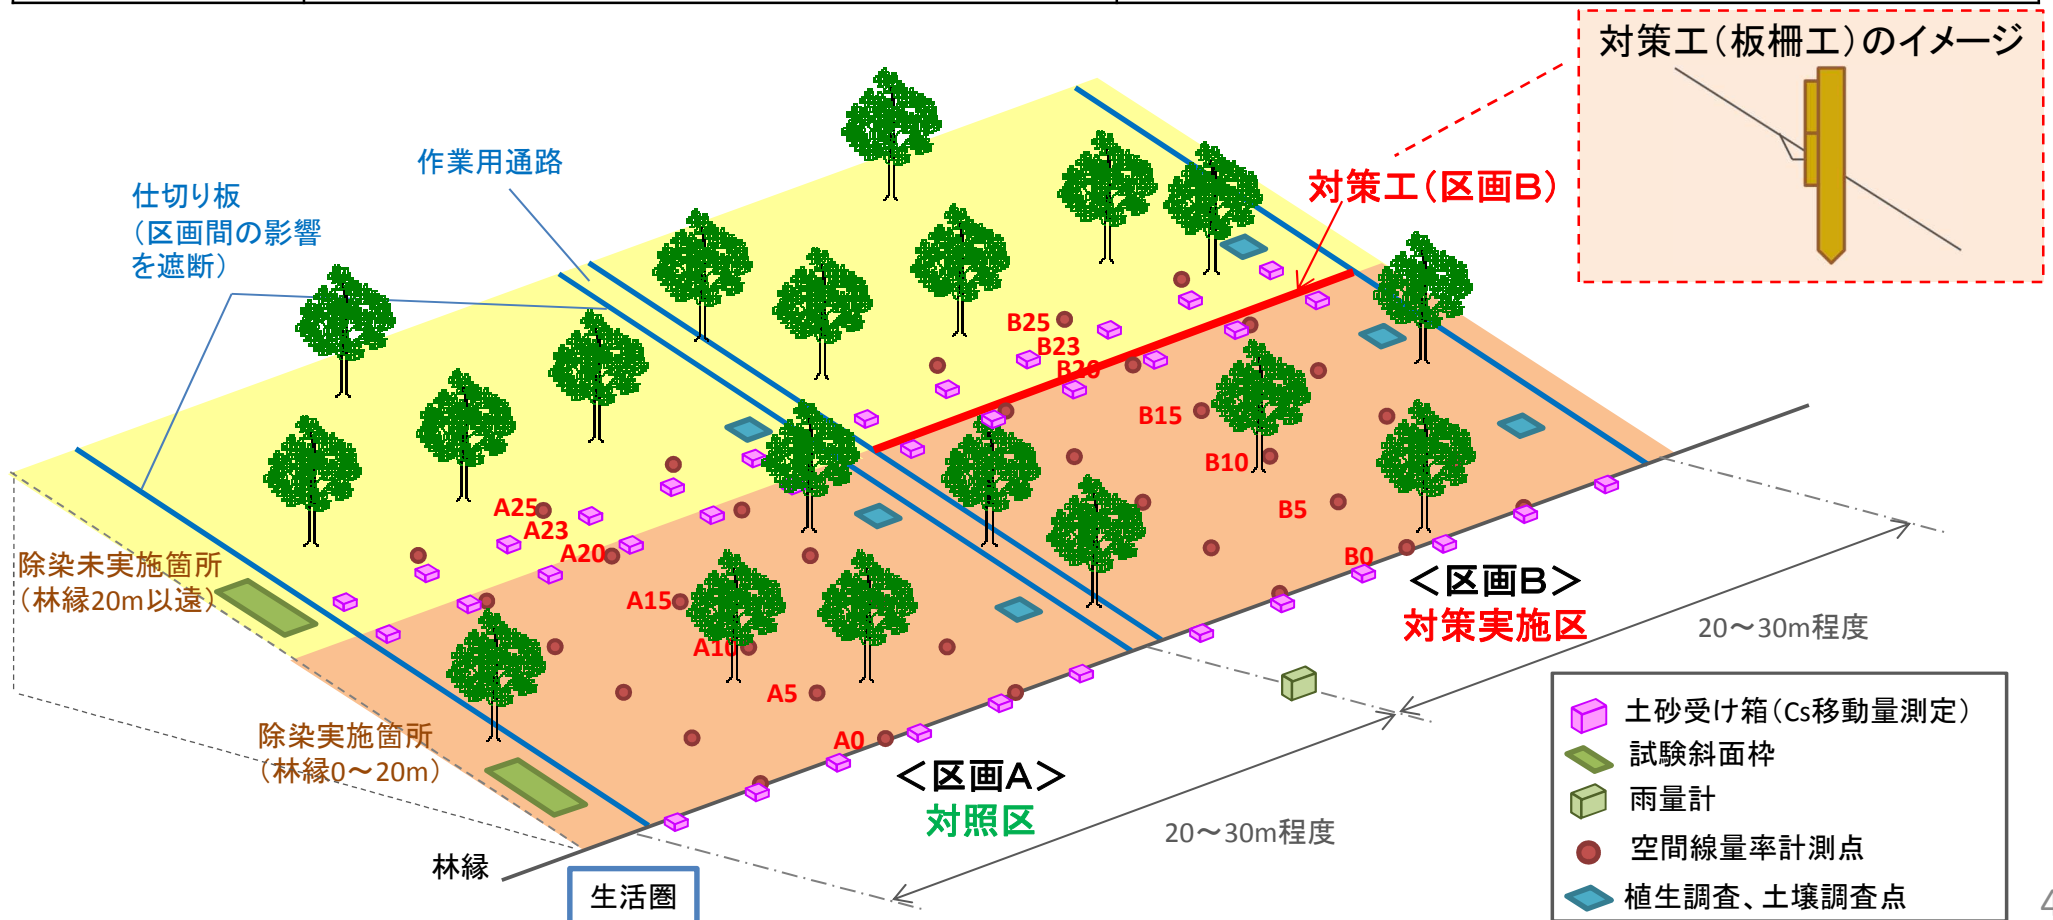 対策工(板柵工)のイメージ
作業用通路
仕切り板
(区画間の影響
を遮断)
対策工(区画B)
B25
B23
B20
B15
B10
B5
B0
A25
A23
A20
A15
A10
A5
A0
除染未実施箇所
(林縁20m以遠)
除染実施箇所
(林縁0~20m)
<区画B>
対策実施区
20~30m程度
<区画A>
対照区
20~30m程度
林縁
生活圏
土砂受け箱(Cs移動量測定)
試験斜面枠
雨量計
空間線量率計測点
植生調査、土壌調査点